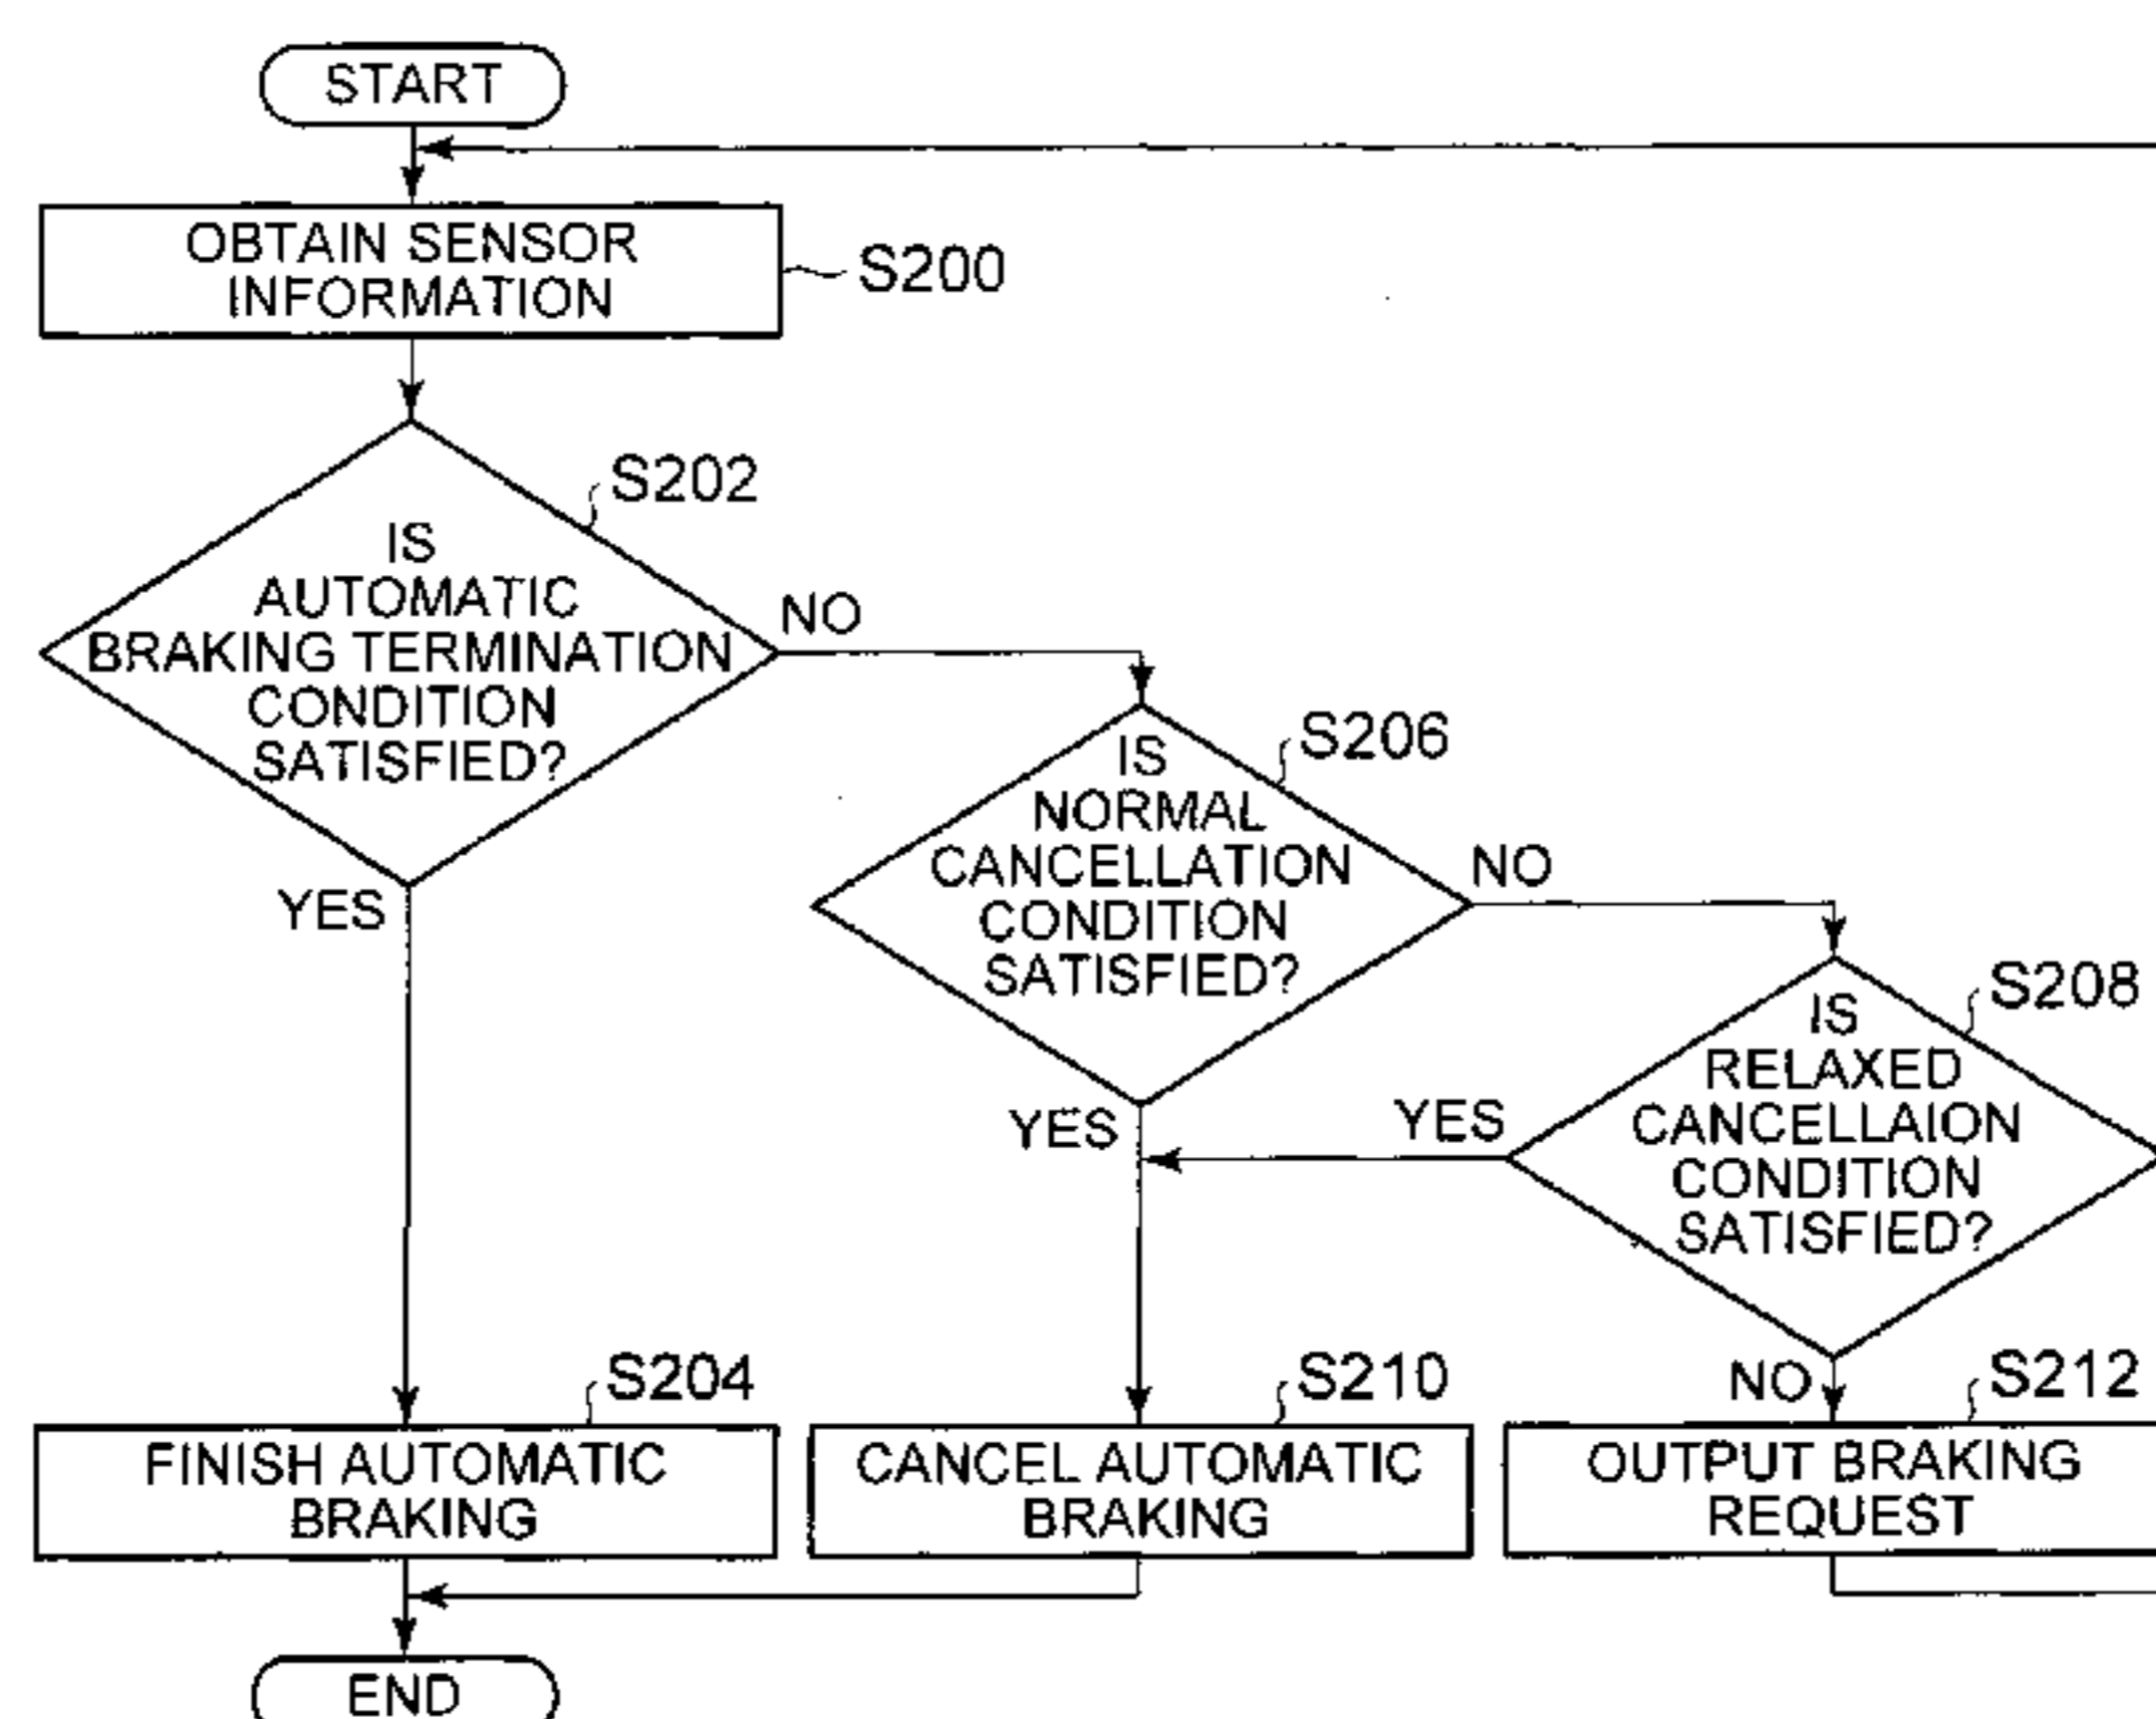 START
OBTAIN SENSOR
INFORMATION
S200
S202
IS
AUTOMATIC
BRAKING TERMINATION
CONDITION
SATISFIED?
NO
YES
S206
IS
NORMAL
CANCELLATION
CONDITION
SATISFIED?
NO
YES
S208
IS
RELAXED
CANCELLAION
CONDITION
SATISFIED?
YES
NO
S204
FINISH AUTOMATIC
BRAKING
S210
CANCEL AUTOMATIC
BRAKING
S212
OUTPUT BRAKING
REQUEST
END